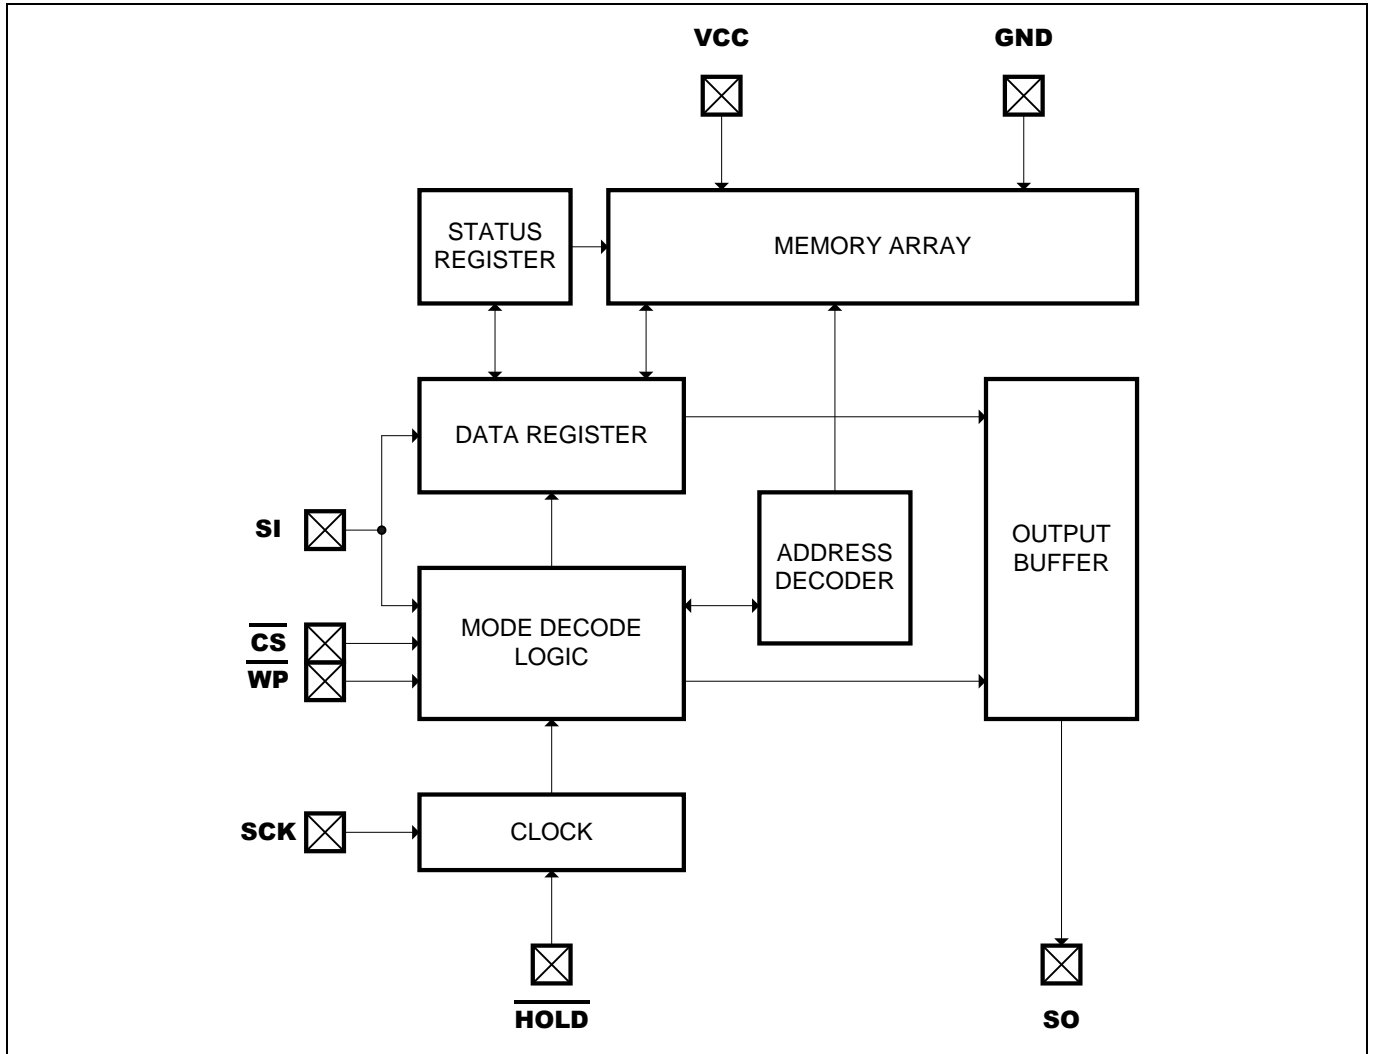 VCC
GND
STATUS
REGISTER
MEMORY ARRAY
DATA REGISTER
SI
ADDRESS
DECODER
OUTPUT
BUFFER
CS
WP
MODE DECODE
LOGIC
SCK
CLOCK
HOLD
SO